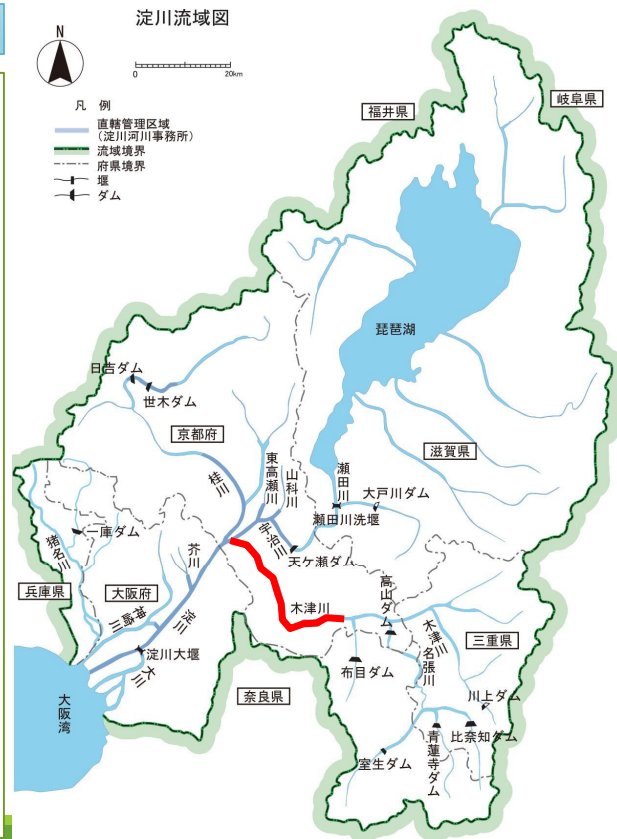 淀川流域図
N
0
20km
凡 例
直轄管理区域
(淀川河川事務所)
流域境界
府県境界
堰
ダム
岐阜県
福井県
琵琶湖
日吉ダム
世木ダム
京都府
滋賀県
桂川
東高瀬川
山科川
瀬田川
大戸川ダム
瀬田川洗堰
宇治川
天ケ瀬ダム
一庫ダム
猪名川
芥川
兵庫県
大阪府
神崎川
淀川
木津川
高山ダム
木津川
三重県
淀川大堰
大川
布目ダム
名張川
奈良県
川上ダム
大阪湾
室生ダム
青蓮寺ダム
比奈知ダム